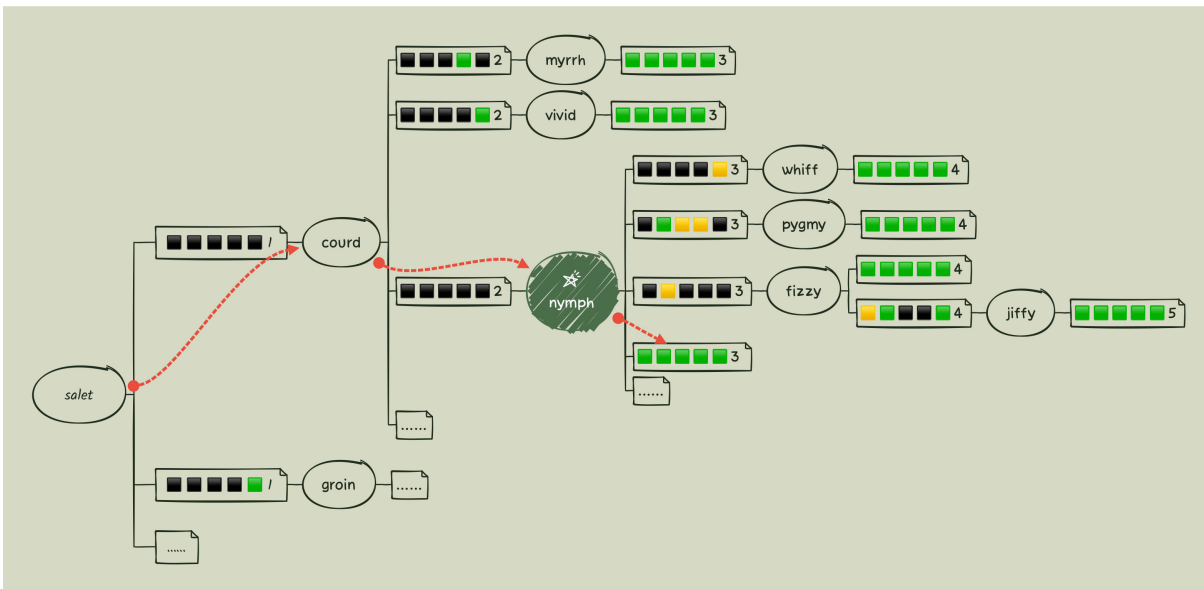 2
myrrh
3
2
vivid
3
3
whiff
4
3
pygmy
4
1
courd
2
nymph
3
fizzy
4
4
jiffy
5
3
......
salet
......
1
groin
......
......